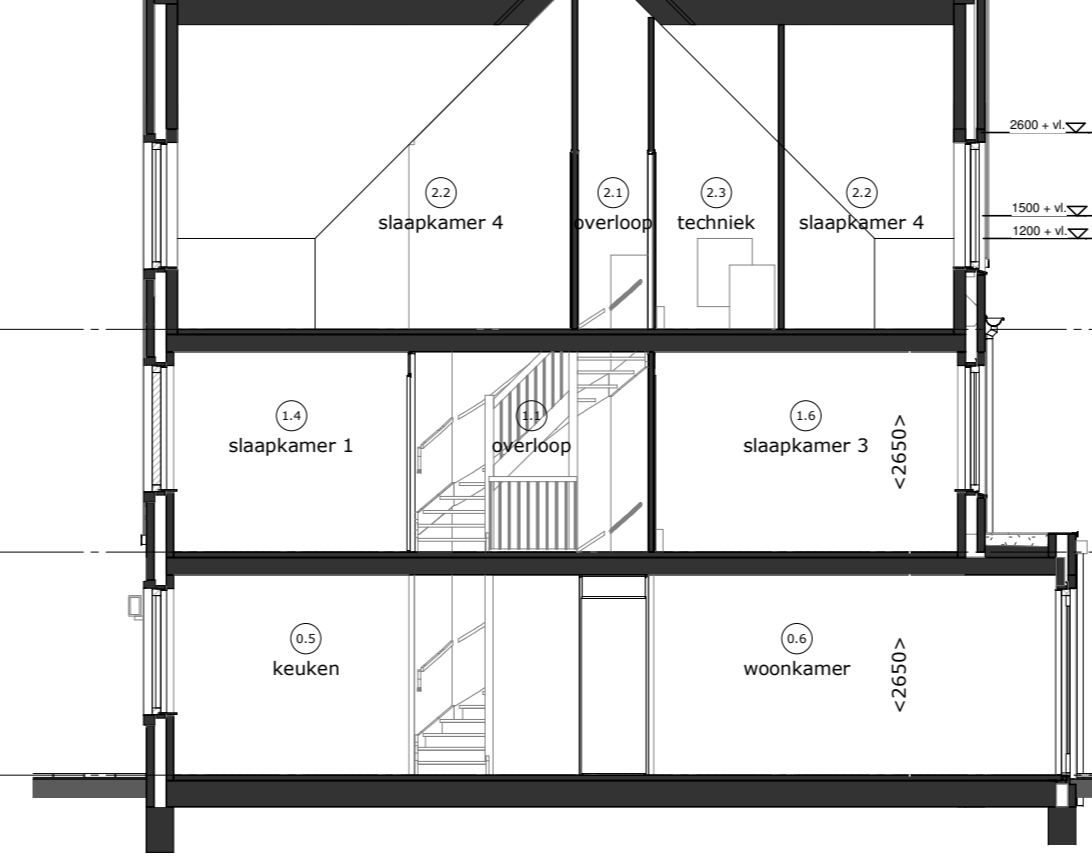 2600 + vl.
2.2
slaapkamer 4
2.1
overloop
2.3
techniek
2.2
slaapkamer 4
1500 + vl.
1200 + vl.
1.4
slaapkamer 1
1.1
overloop
1.6
slaapkamer 3
<2650>
0.5
keuken
0.6
woonkamer
<2650>